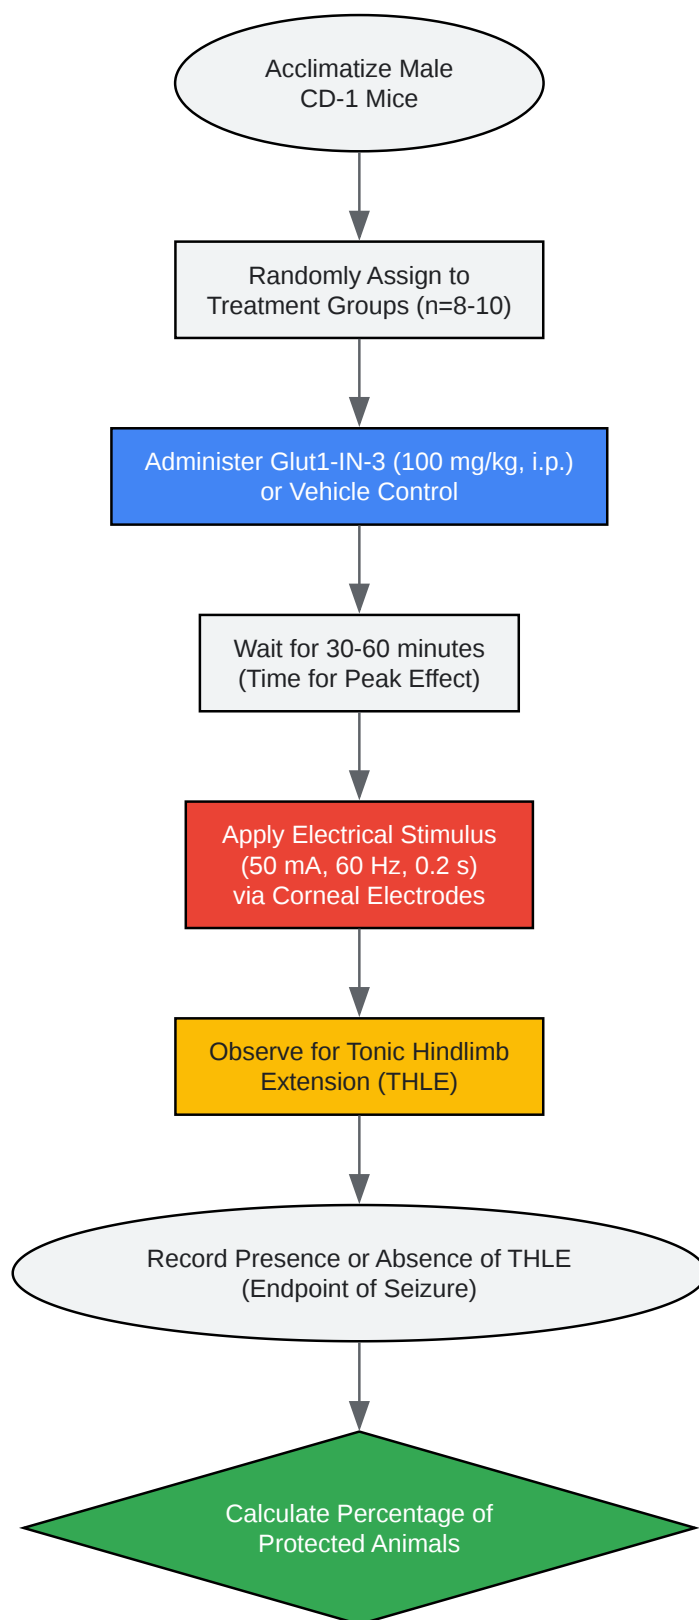 Acclimatize Male
CD-1 Mice
Randomly Assign to
Treatment Groups (n=8-10)
Administer Glut1-IN-3 (100 mg/kg, i.p.)
or Vehicle Control
Wait for 30-60 minutes
(Time for Peak Effect)
Apply Electrical Stimulus
(50 mA, 60 Hz, 0.2 s)
via Corneal Electrodes
Observe for Tonic Hindlimb
Extension (THLE)
Record Presence or Absence of THLE
(Endpoint of Seizure)
Calculate Percentage of
Protected Animals